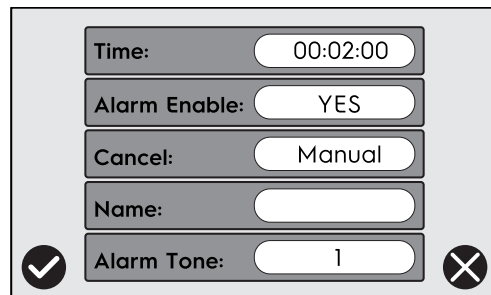 Time: 00:02:00
Alarm Enable: YES
Cancel: Manual
Name:
Alarm Tone: 1